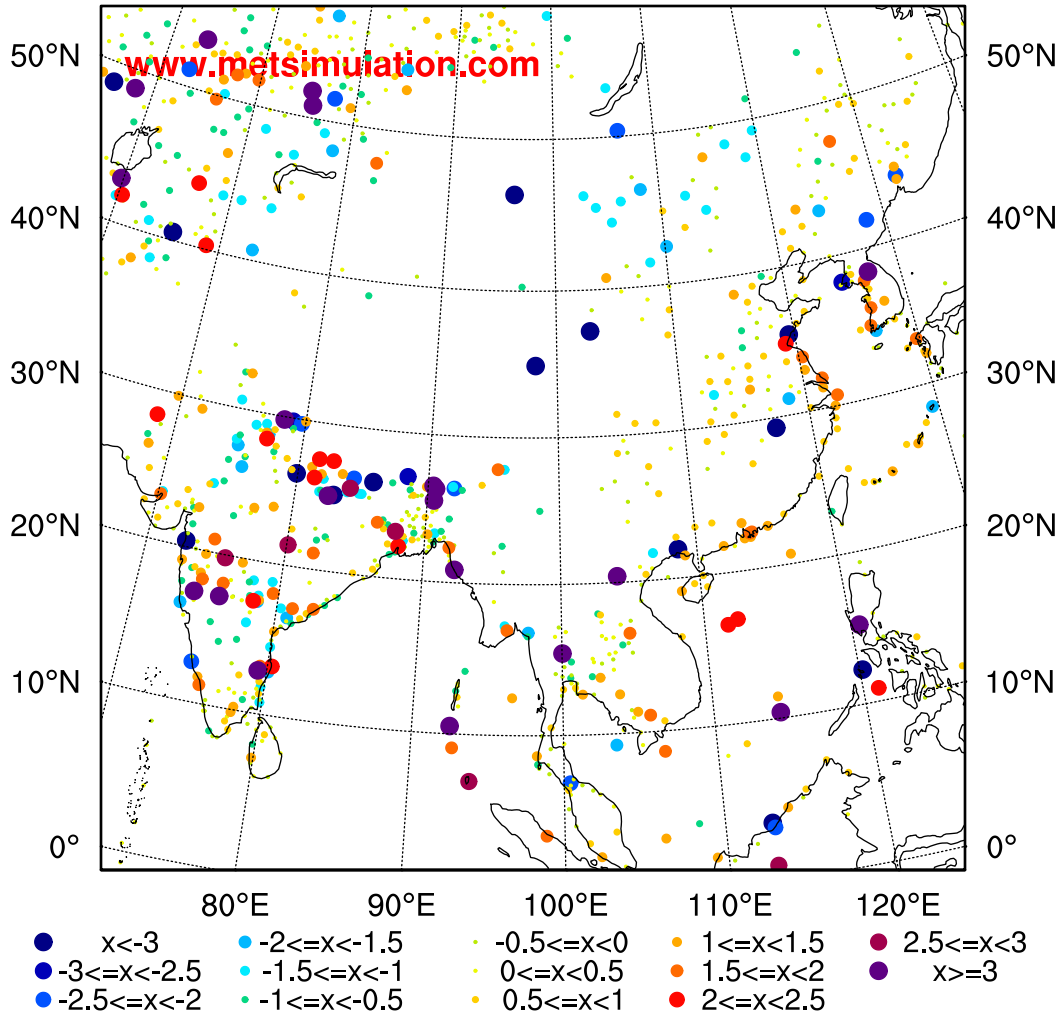 50°N 50°N
www.metsimulation.com
40°N 40°N
30°N 30°N
20°N 20°N
10°N 10°N
0° 0°
80°E 90°E 100°E 110°E 120°E
x<-3 -2<=x<-1.5 -0.5<=x<0 1<=x<1.5 2.5<=x<3
-3<=x<-2.5 -1.5<=x<-1 0<=x<0.5 1.5<=x<2 x>=3
-2.5<=x<-2 -1<=x<-0.5 0.5<=x<1 2<=x<2.5